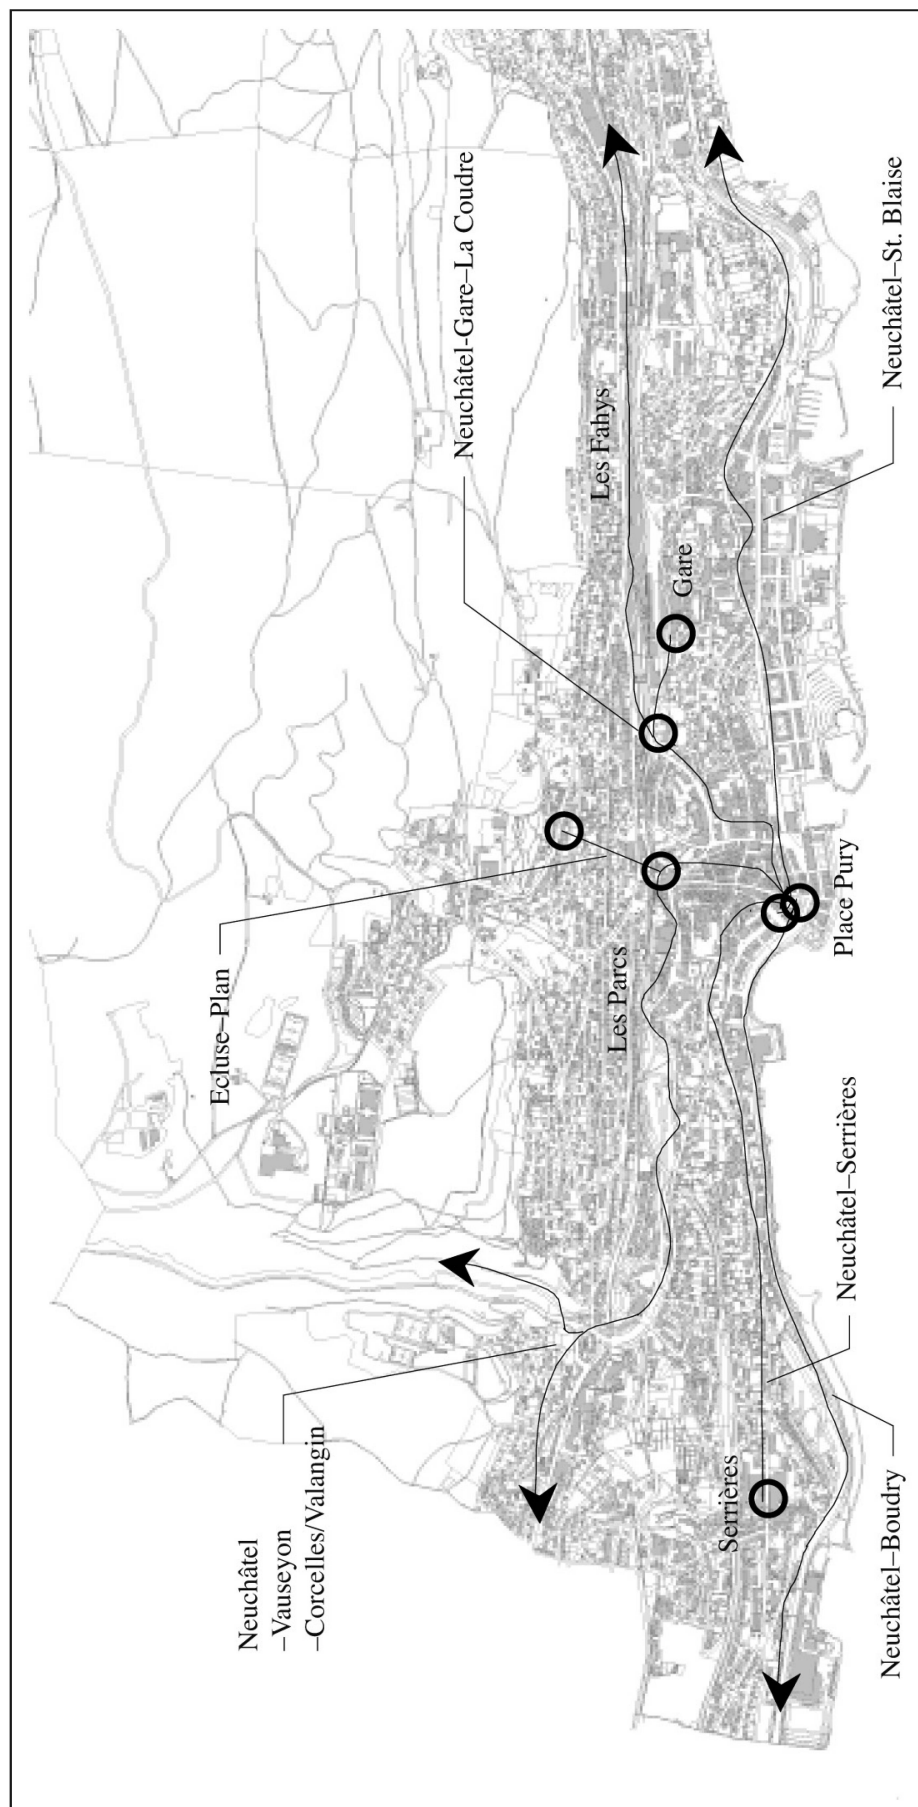 Neuchâtel-Gare–La Coudre
Ecluse–Plan
Neuchâtel
–Vauseyon
–Corcelles/Valangin
Les Fahys
Les Parcs
Gare
Serrières
Place Pury
Neuchâtel–St. Blaise
Neuchâtel–Serrières
Neuchâtel–Boudry